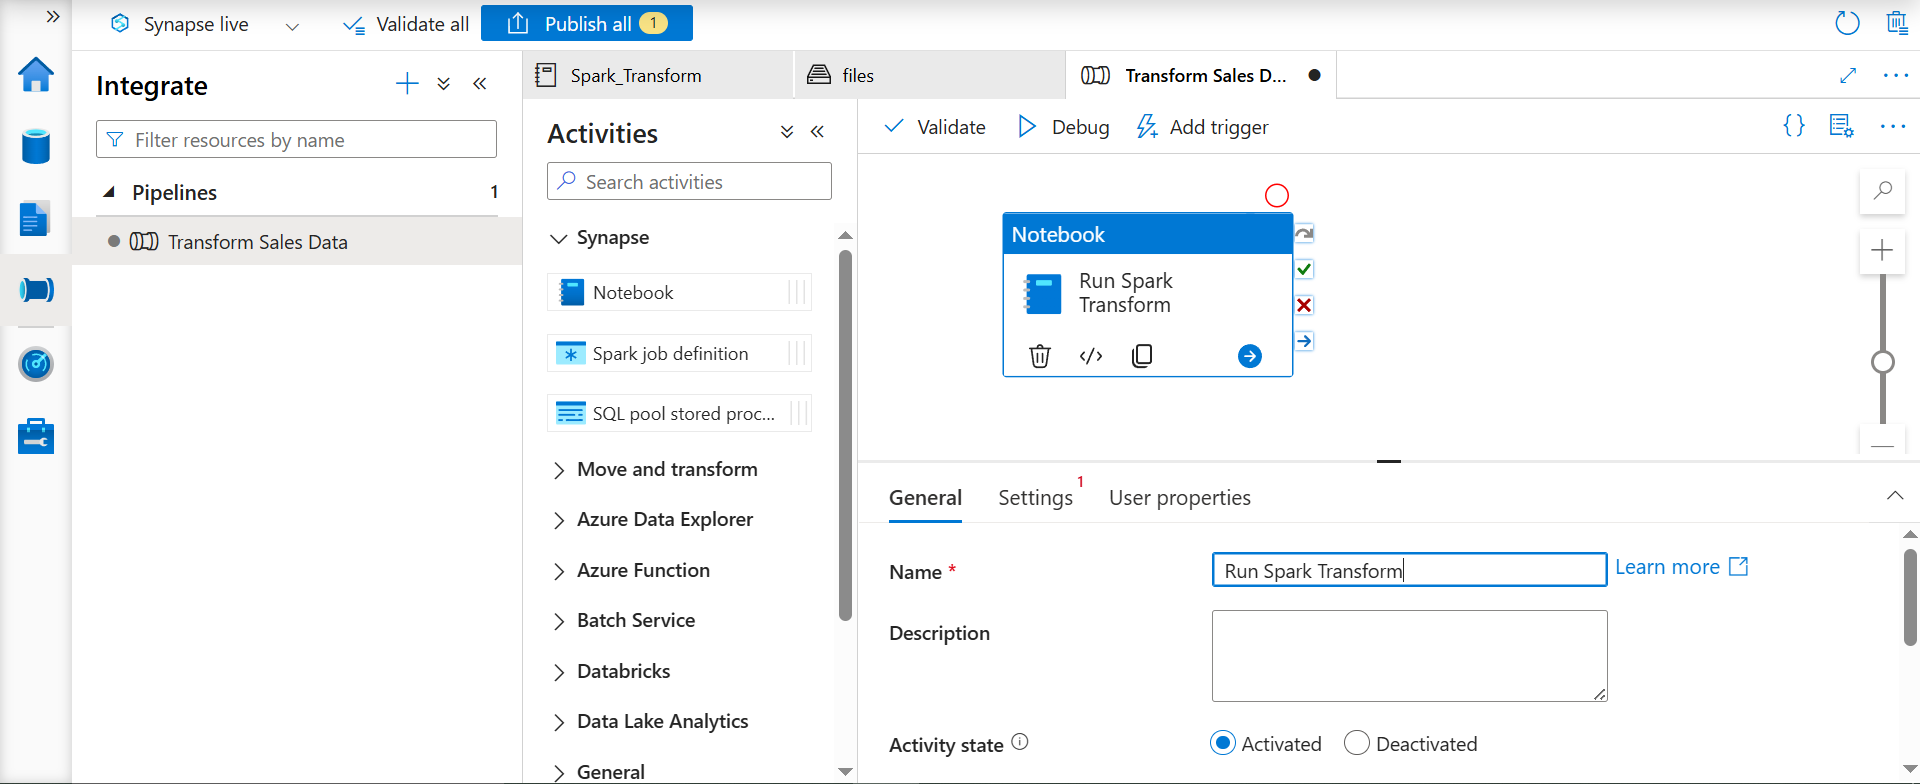 Synapse live
Validate all
Publish all 1
Integrate
Filter resources by name
Pipelines 1
Transform Sales Data
Spark_Transform
files
Transform Sales D...
Activities
Search activities
Synapse
Notebook
Spark job definition
SQL pool stored proc...
Move and transform
Azure Data Explorer
Azure Function
Batch Service
Databricks
Data Lake Analytics
General
Validate
Debug
Add trigger
Notebook
Run Spark
Transform
General
Settings 1
User properties
Name *
Run Spark Transform
Learn more
Description
Activity state
Activated
Deactivated